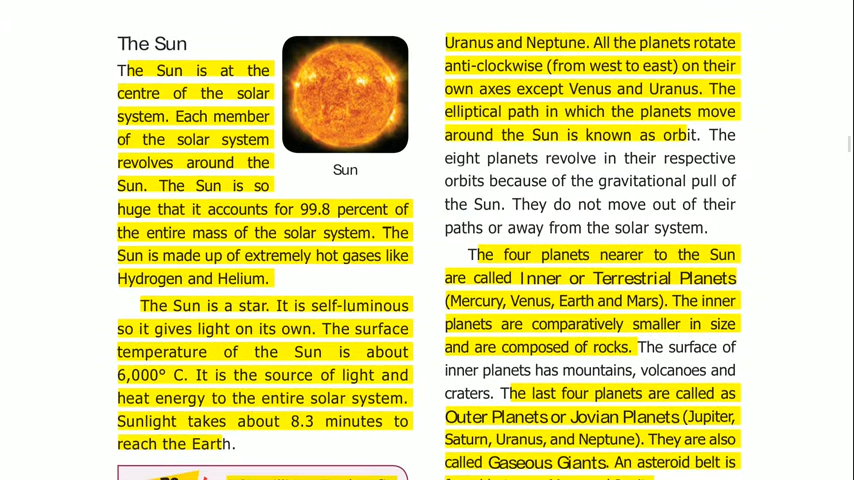 The Sun
The Sun is at the
centre of the solar
system. Each member
of the solar system
revolves around the
Sun. The Sun is so
Sun
huge that it accounts for 99.8 percent of
the entire mass of the solar system. The
Sun is made up of extremely hot gases like
Hydrogen and Helium.
The Sun is a star. It is self-luminous
so it gives light on its own. The surface
temperature of the Sun is about
6,000° C. It is the source of light and
heat energy to the entire solar system.
Sunlight takes about 8.3 minutes to
reach the Earth.
Uranus and Neptune. All the planets rotate
anti-clockwise (from west to east) on their
own axes except Venus and Uranus. The
elliptical path in which the planets move
around the Sun is known as orbit. The
eight planets revolve in their respective
orbits because of the gravitational pull of
the Sun. They do not move out of their
paths or away from the solar system.
The four planets nearer to the Sun
are called Inner or Terrestrial Planets
(Mercury, Venus, Earth and Mars). The inner
planets are comparatively smaller in size
and are composed of rocks. The surface of
inner planets has mountains, volcanoes and
craters. The last four planets are called as
Outer Planets or Jovian Planets (Jupiter,
Saturn, Uranus, and Neptune). They are also
called Gaseous Giants. An asteroid belt is